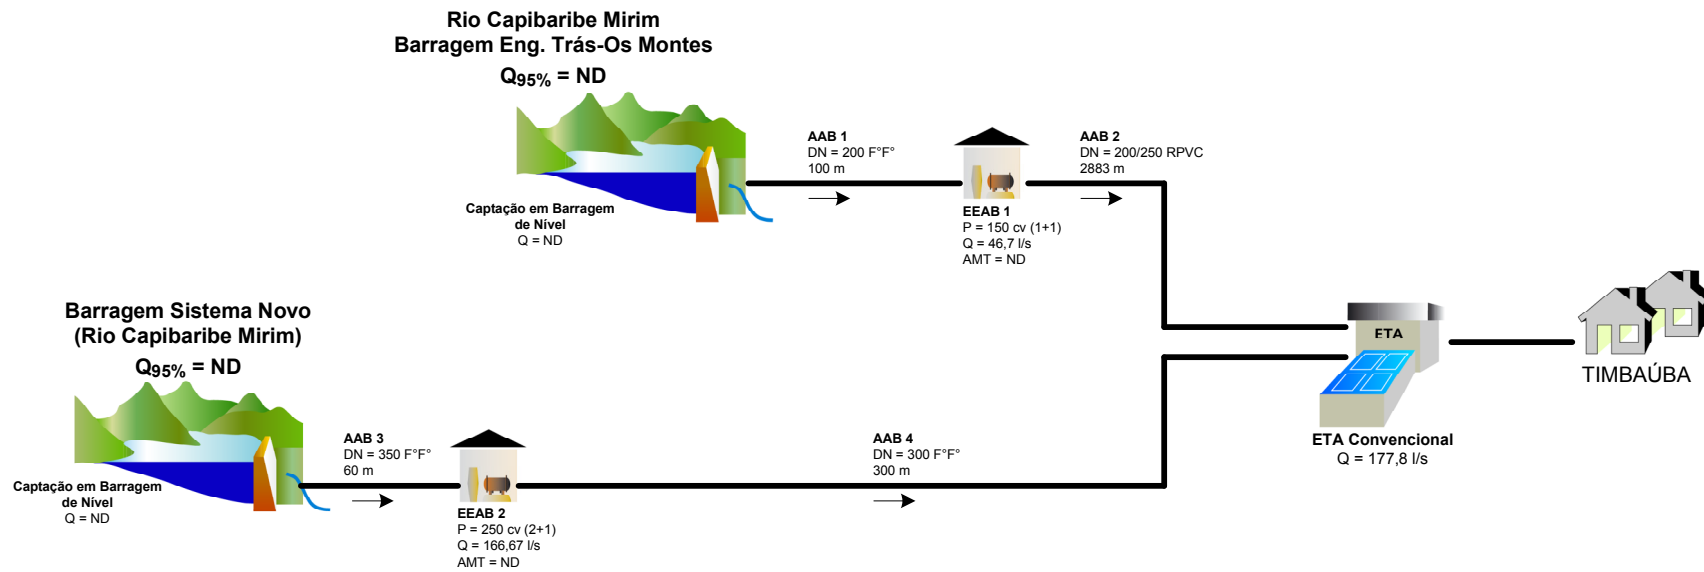 Rio Capibaribe Mirim
Barragem Eng. Trás-Os Montes
Q95% = ND
Captação em Barragem
de Nível
Q = ND
AAB 1
DN = 200 F°F°
100 m
EEAB 1
P = 150 cv (1+1)
Q = 46,7 l/s
AMT = ND
AAB 2
DN = 200/250 RPVC
2883 m
Barragem Sistema Novo
(Rio Capibaribe Mirim)
Q95% = ND
Captação em Barragem
de Nível
Q = ND
AAB 3
DN = 350 F°F°
60 m
EEAB 2
P = 250 cv (2+1)
Q = 166,67 l/s
AMT = ND
AAB 4
DN = 300 F°F°
300 m
ETA
ETA Convencional
Q = 177,8 l/s
TIMBAÚBA